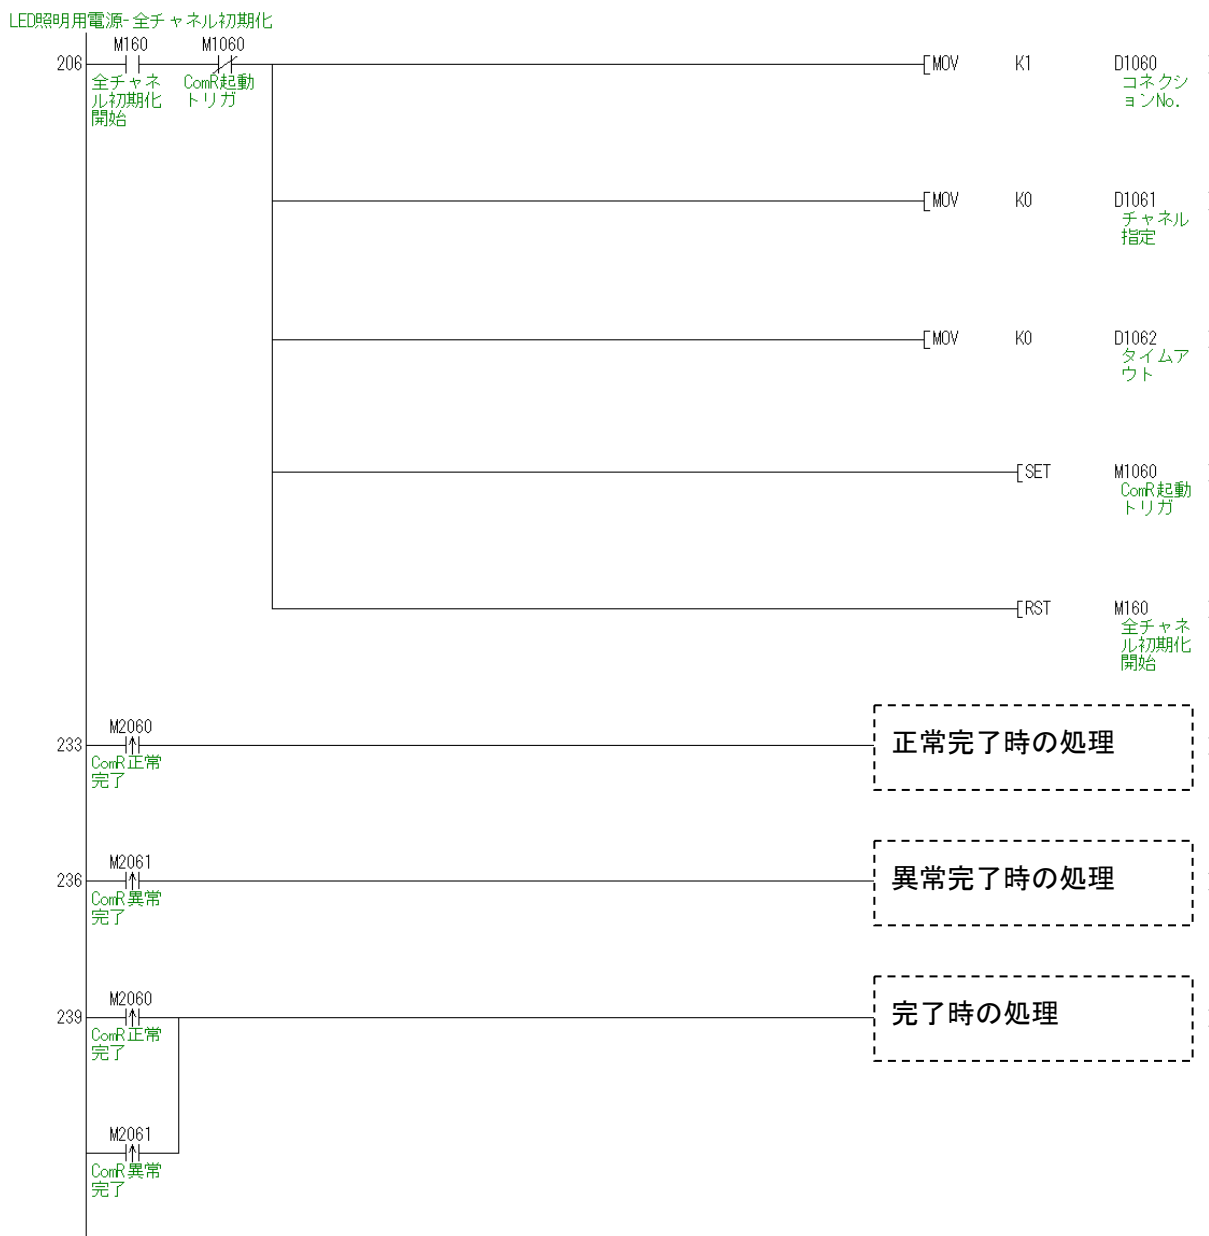 LED照明用電源-全チャネル初期化
M160 M1060
206 [MOV K1 D1060
全チャネ ComR起動 コネクシ
ル初期化 トリガ ョンNo.
開始
[MOV K0 D1061
チャネル
指定
[MOV K0 D1062
タイムア
ウト
[SET M1060
ComR起動
トリガ
[RST M160
全チャネ
ル初期化
開始
M2060
233 正常完了時の処理
ComR正常
完了
M2061
236 異常完了時の処理
ComR異常
完了
M2060
239 完了時の処理
ComR正常
完了
M2061
ComR異常
完了